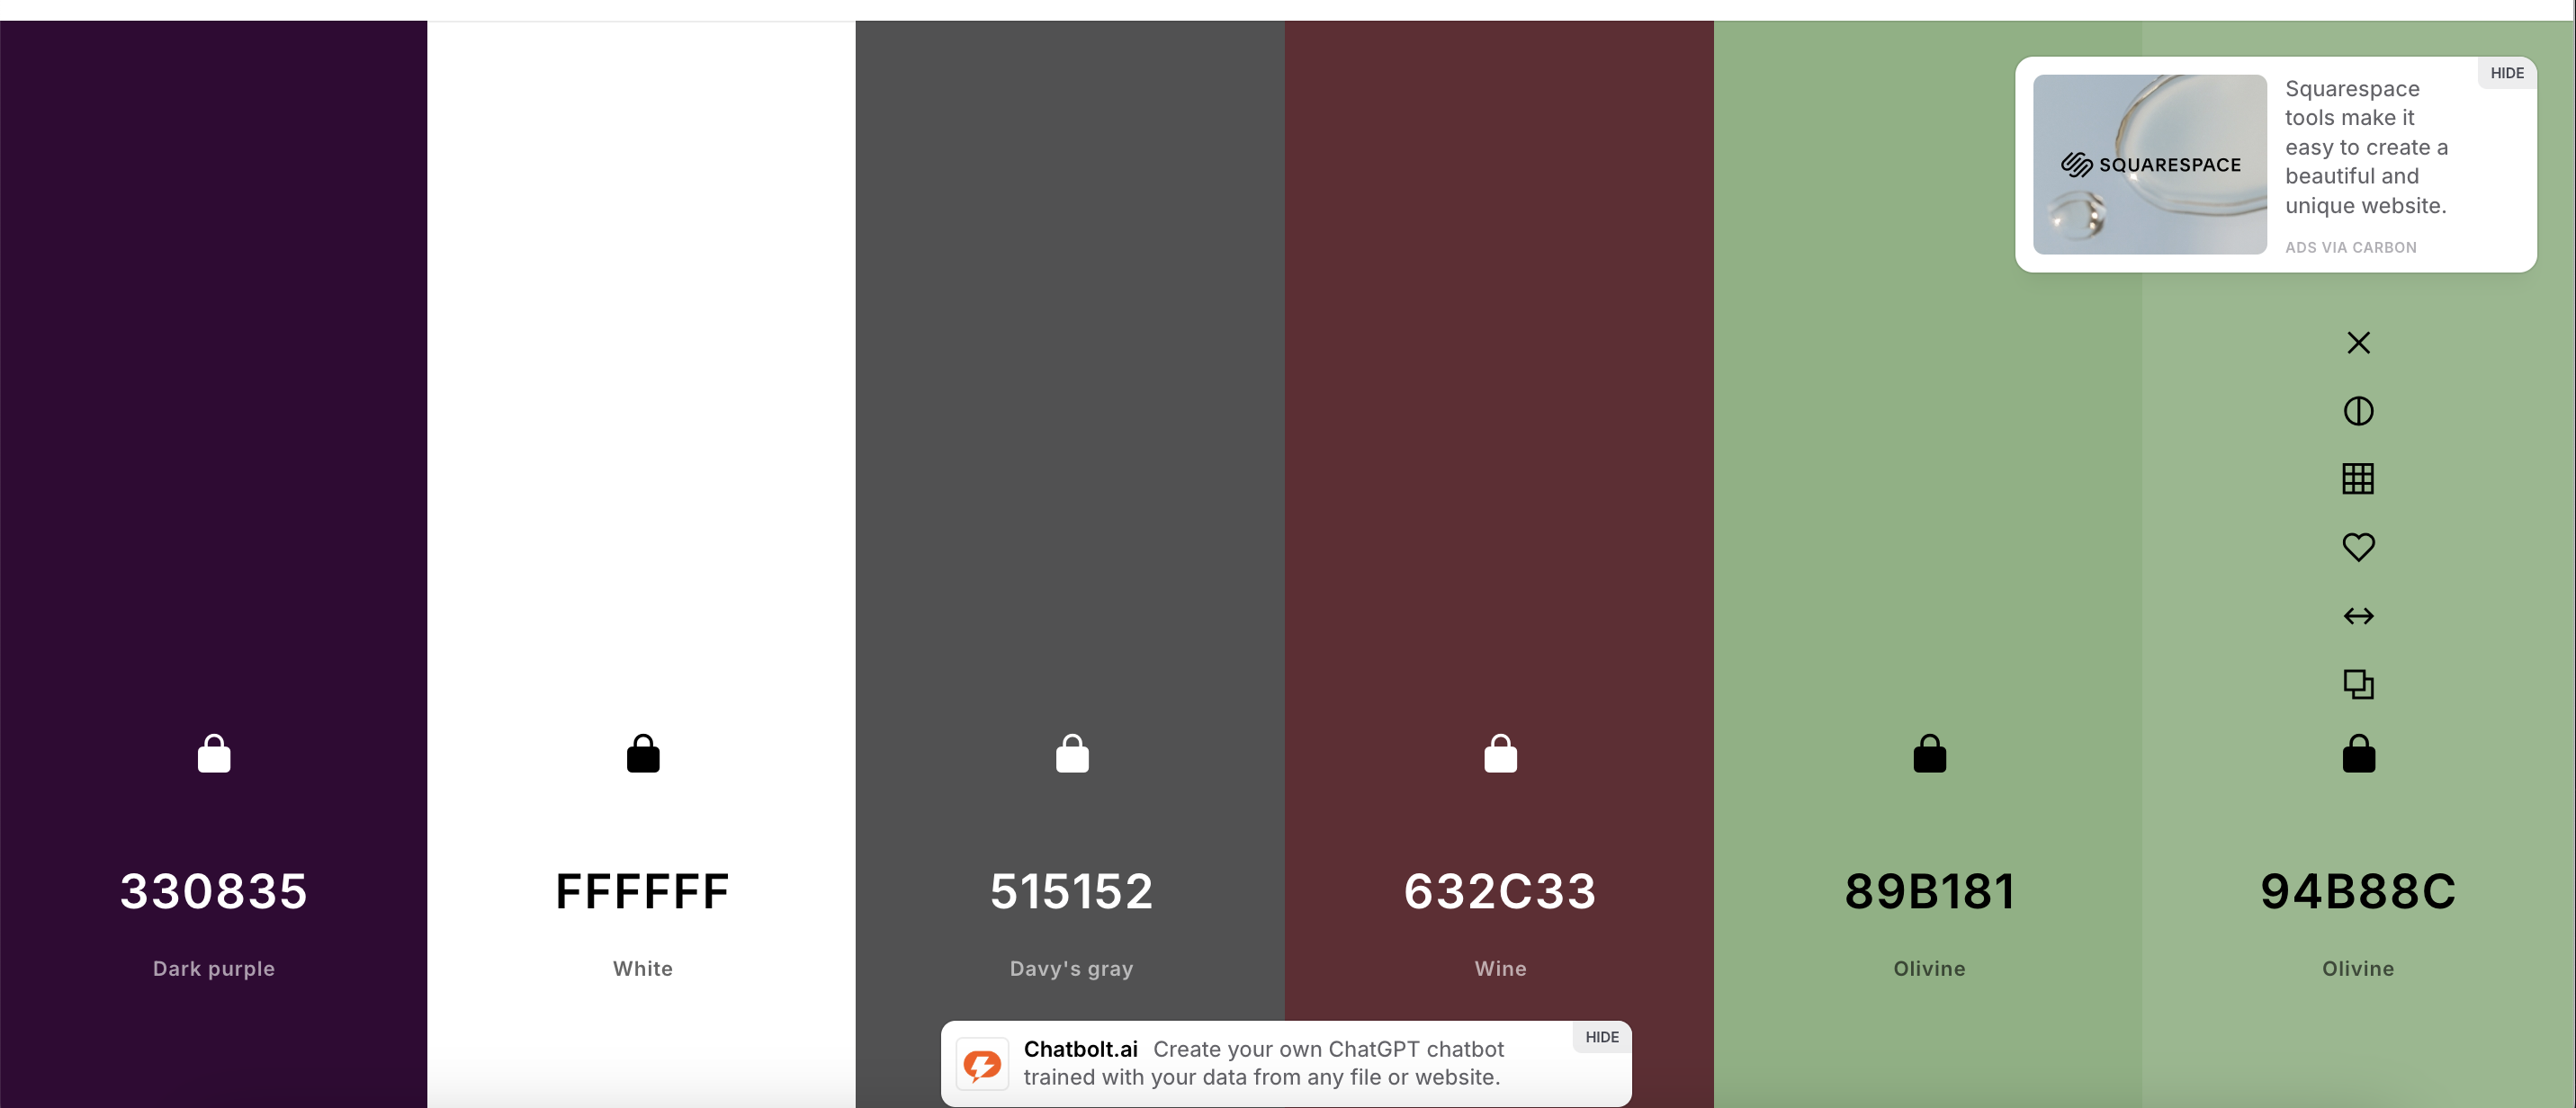 HIDE
SQUARESPACE
Squarespace
tools make it
easy to create a
beautiful and
unique website.
ADS VIA CARBON
330835
FFFFFF
515152
632C33
89B181
94B88C
Dark purple
White
Davy's gray
Wine
Olivine
Olivine
HIDE
Chatbolt.ai Create your own ChatGPT chatbot
trained with your data from any file or website.